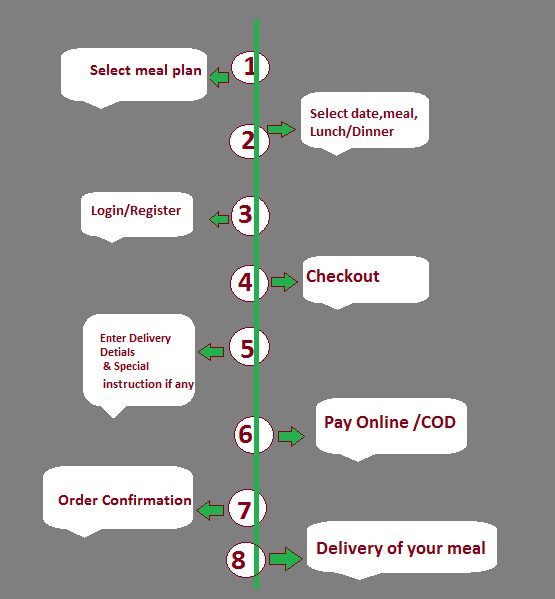 1
Select meal plan
2
Select date,meal,
Lunch/Dinner
3
Login/Register
4
Checkout
5
Enter Delivery
Detials
& Special
instruction if any
6
Pay Online /COD
7
Order Confirmation
8
Delivery of your meal